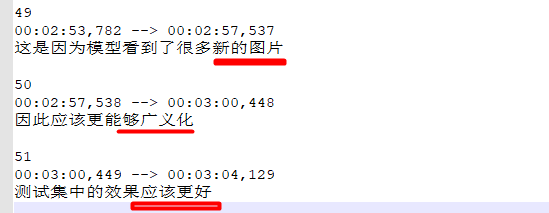 49
00:02:53,782 --> 00:02:57,537
这是因为模型看到了很多新的图片
50
00:02:57,538 --> 00:03:00,448
因此应该更能够广义化
51
00:03:00,449 --> 00:03:04,129
测试集中的效果应该更好